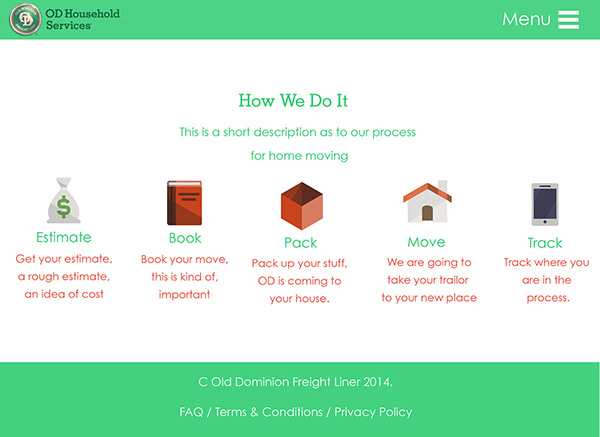 OD Household
Services
Menu
How We Do It
This is a short description as to our process
for home moving
Estimate
Get your estimate,
a rough estimate,
an idea of cost
Book
Book your move,
this is kind of,
important
Pack
Pack up your stuff,
OD is coming to
your house.
Move
We are going to
take your trailor
to your new place
Track
Track where you
are in the
process.
C Old Dominion Freight Liner 2014.
FAQ / Terms & Conditions / Privacy Policy